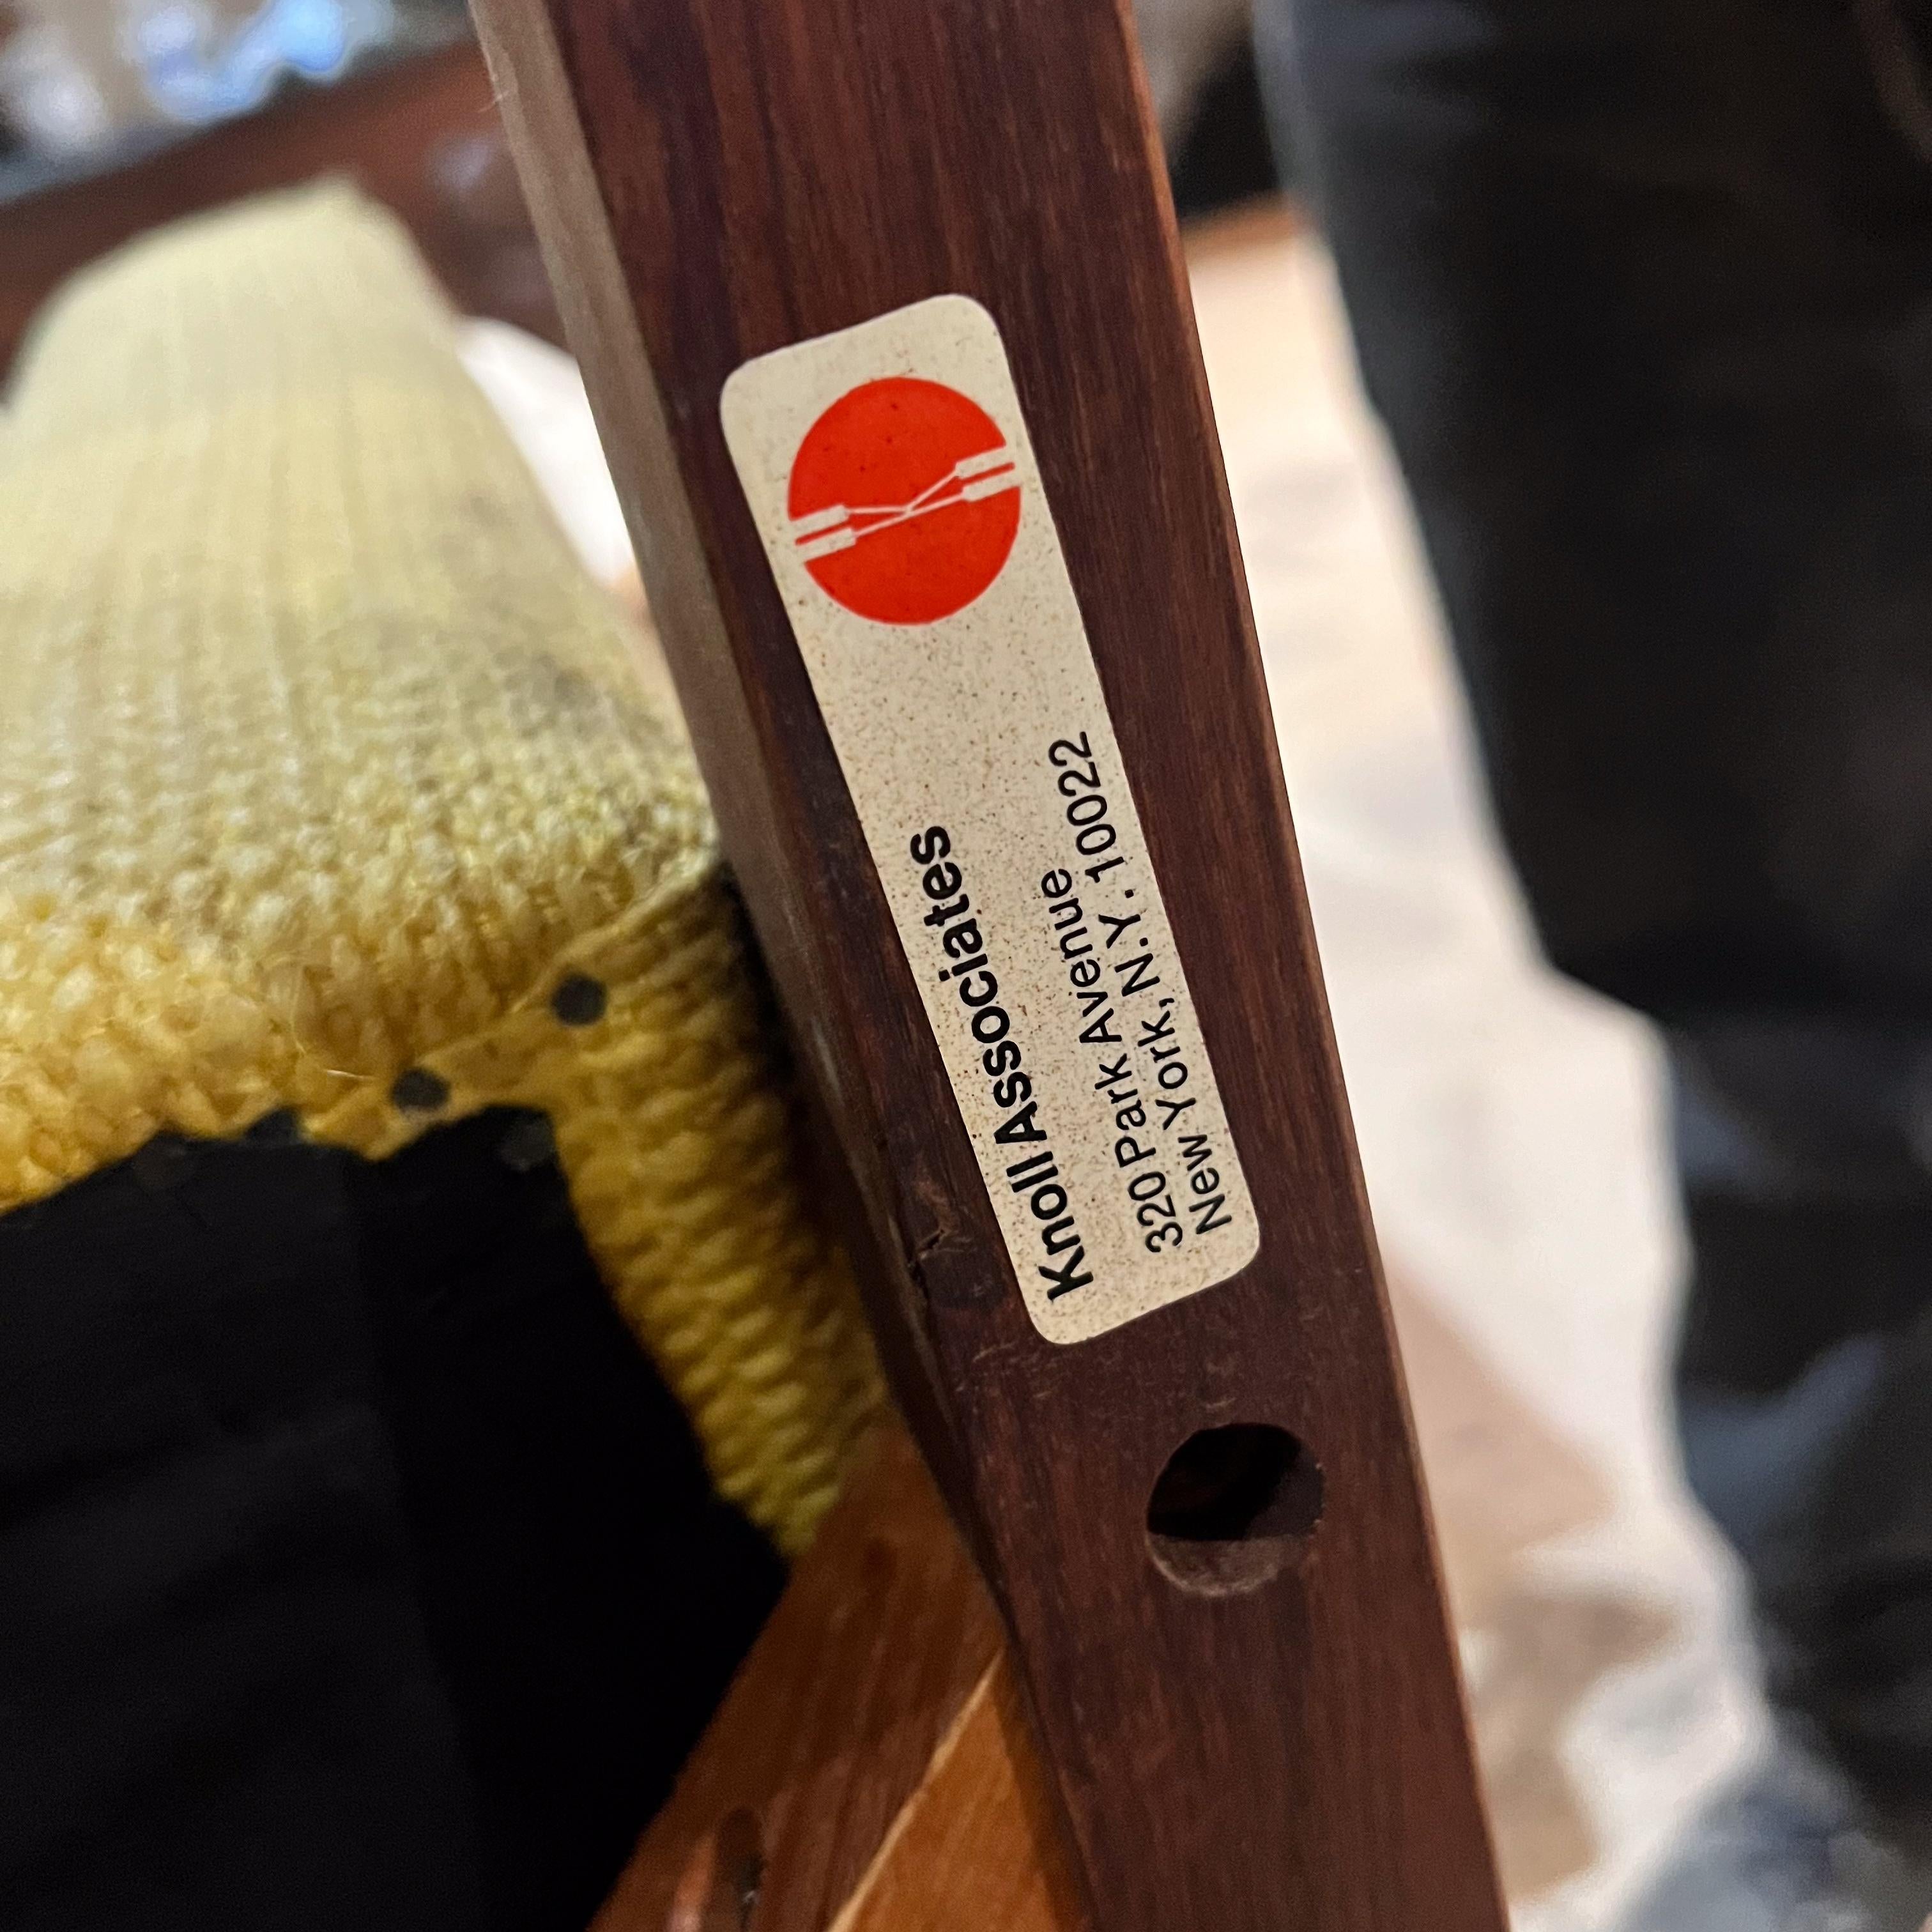 Knoll Associates
320 Park Avenue
New York, N.Y. 10022